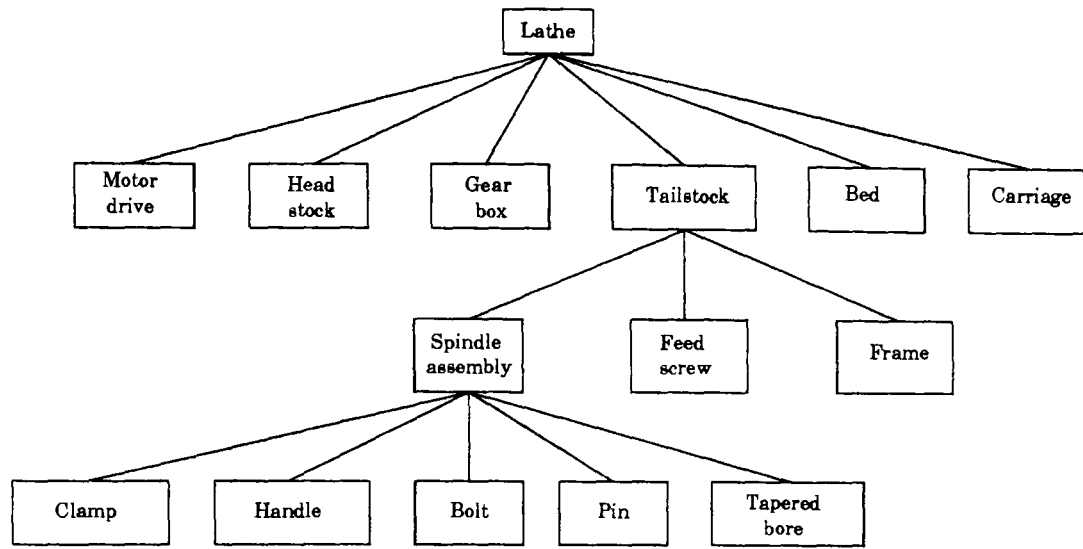 Lathe
Motor
drive
Head
stock
Gear
box
Tailstock
Bed
Carriage
Spindle
assembly
Feed
screw
Frame
Clamp
Handle
Bolt
Pin
Tapered
bore